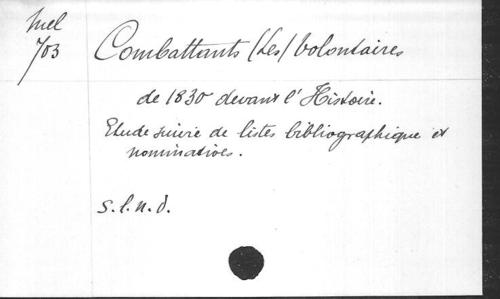 Mel
703
Combattants (Les) Volontaires
de 1830 devant l'Histoire.
Etude suivie de listes bibliographique et
nominatives.
s.l.n.d.